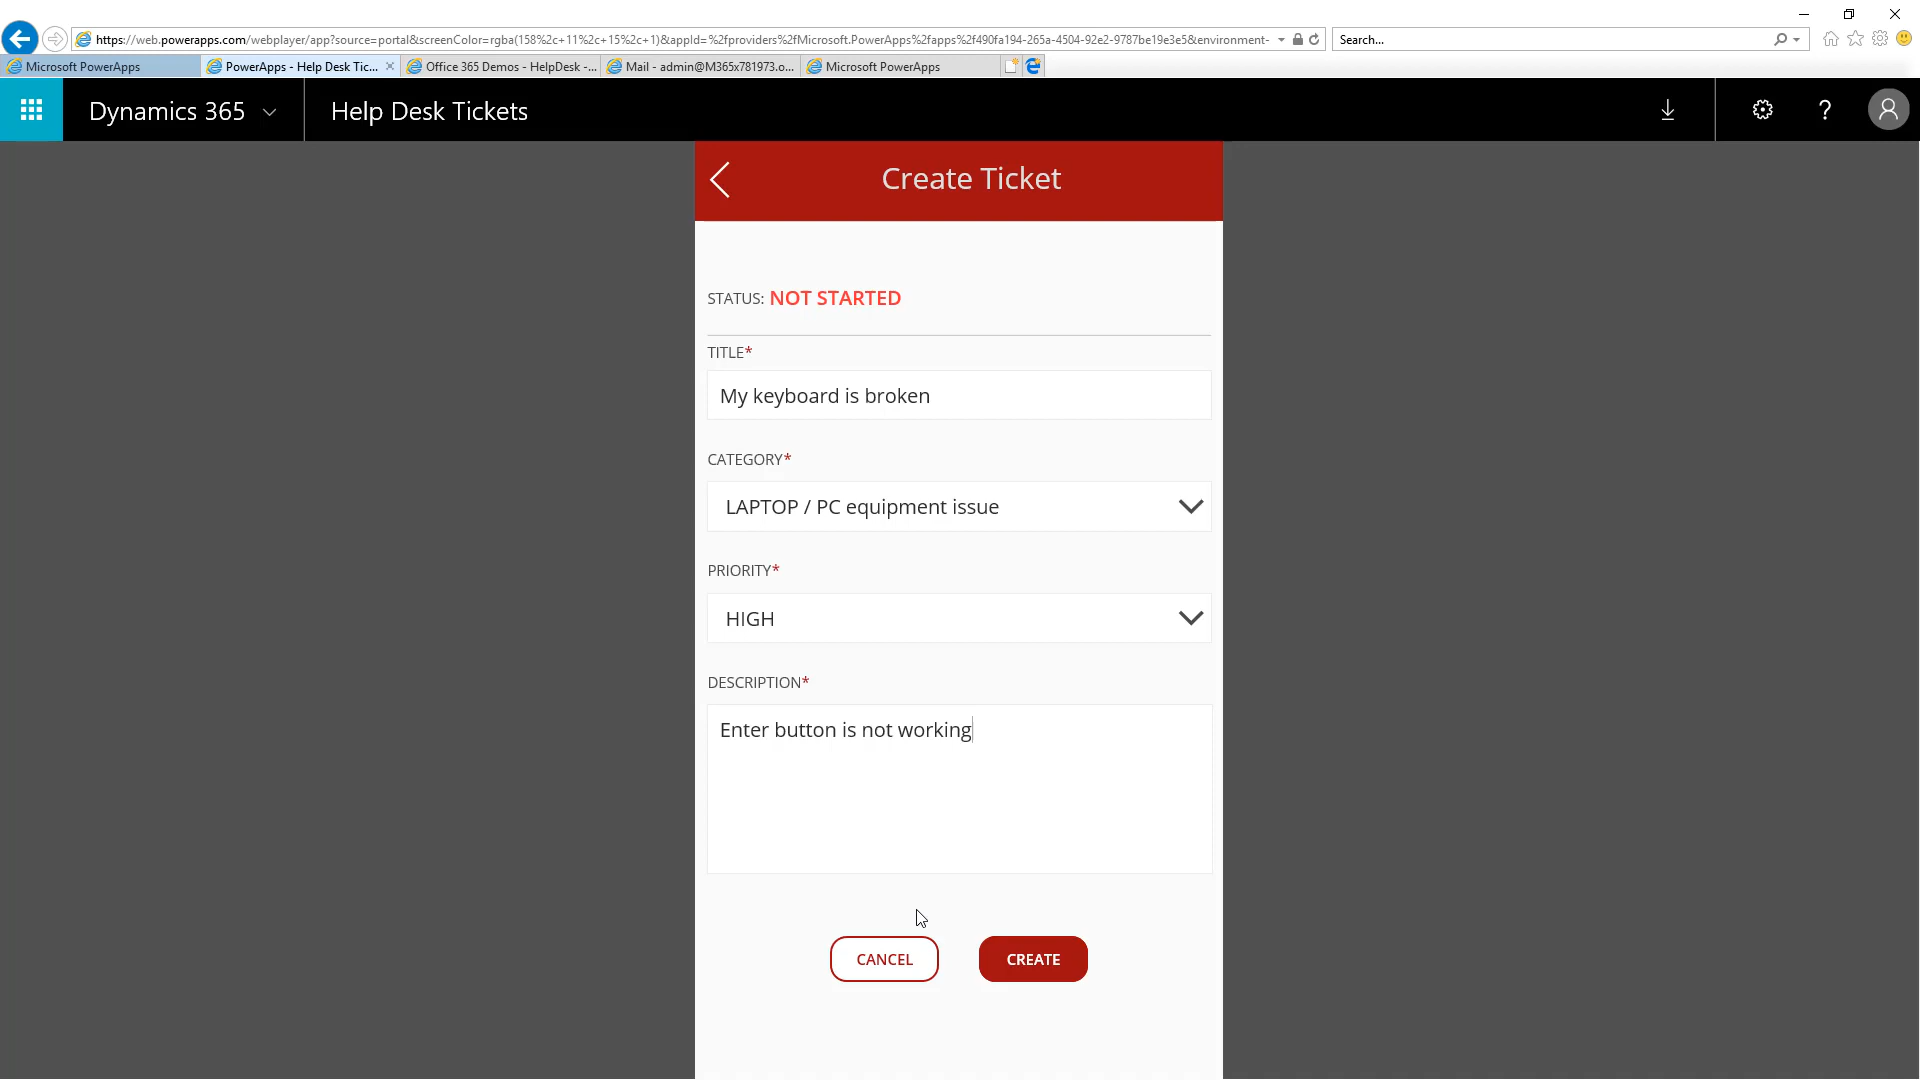 https://web.powerapps.com/webplayer/app?source=portal&screenColor=rgba(158%2c+11%2c+15%2c+1)&appId=%2fproviders%2fMicrosoft.PowerApps%2fapps%2f490fa194-265a-4504-92e2-9787be19e3e5&environment-
Search...
Microsoft PowerApps
PowerApps - Help Desk Tic...
Office 365 Demos - HelpDesk -...
Mail - admin@M365x781973.o...
Microsoft PowerApps
Dynamics 365
Help Desk Tickets
?
Create Ticket
STATUS: NOT STARTED
TITLE*
My keyboard is broken
CATEGORY*
LAPTOP / PC equipment issue
PRIORITY*
HIGH
DESCRIPTION*
Enter button is not working
CANCEL
CREATE